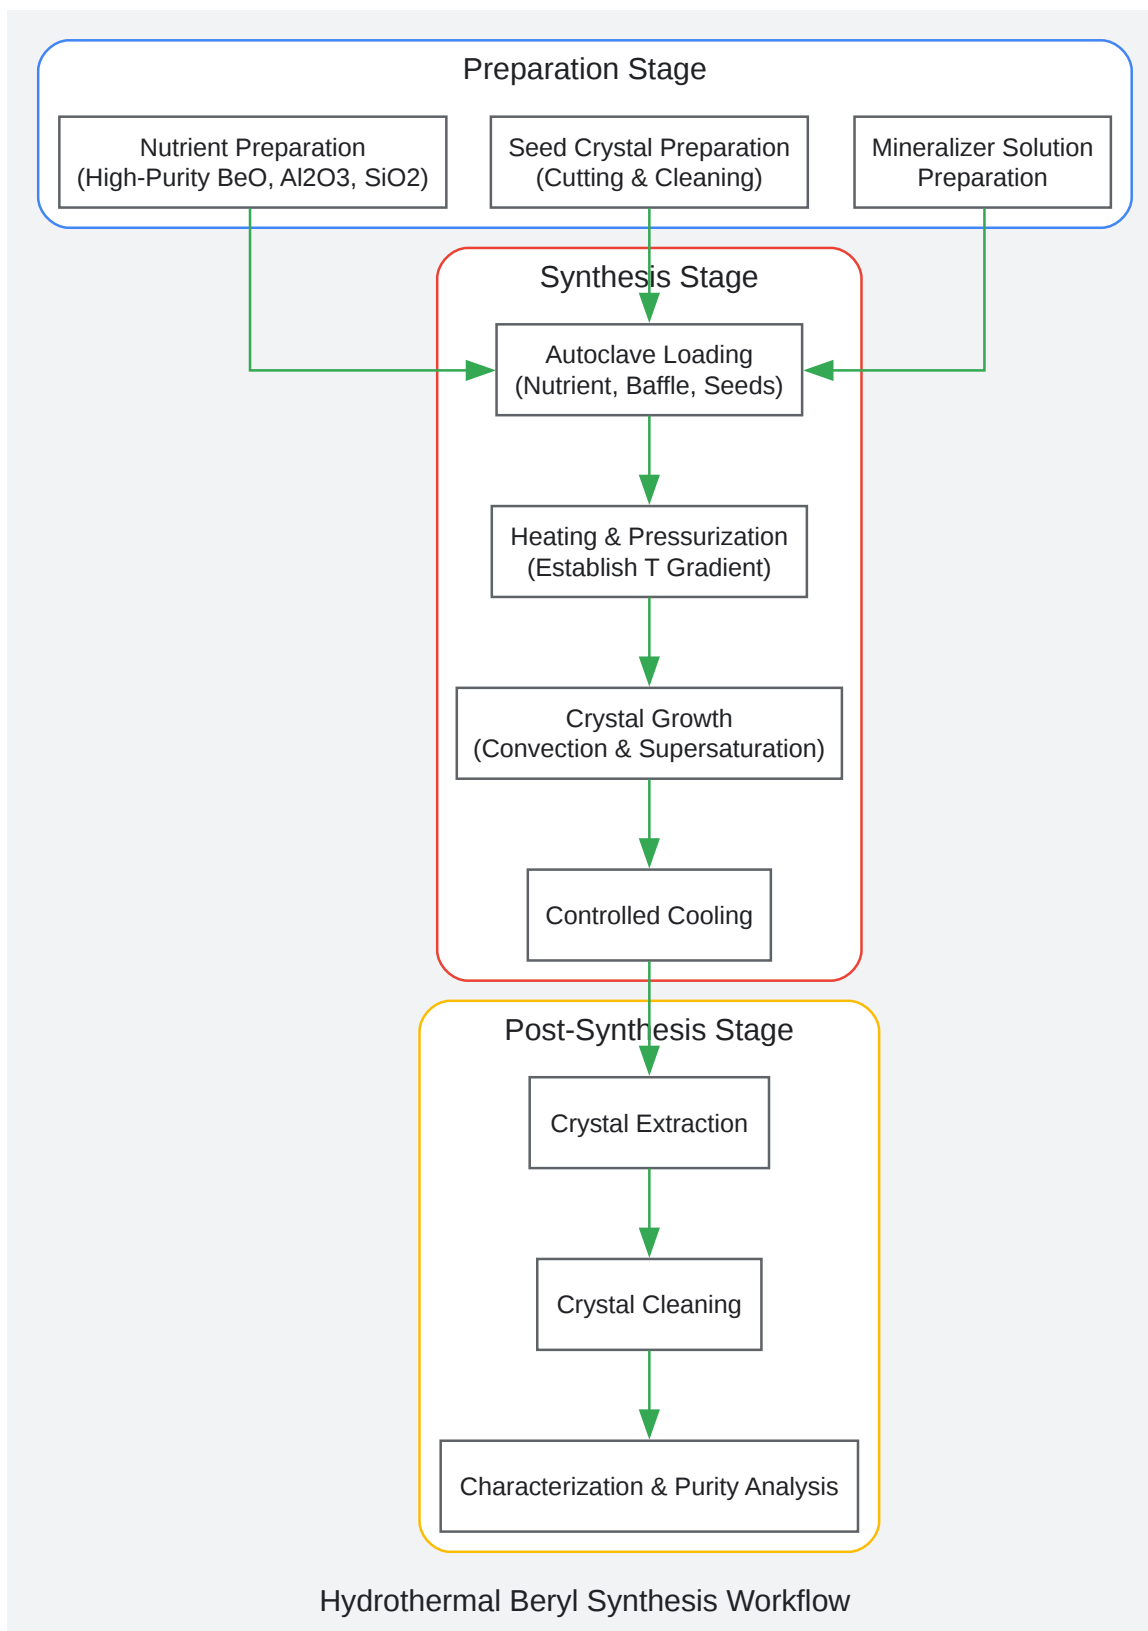 Preparation Stage
Nutrient Preparation
(High-Purity BeO, Al2O3, SiO2)
Seed Crystal Preparation
(Cutting & Cleaning)
Mineralizer Solution
Preparation
Synthesis Stage
Autoclave Loading
(Nutrient, Baffle, Seeds)
Heating & Pressurization
(Establish T Gradient)
Crystal Growth
(Convection & Supersaturation)
Controlled Cooling
Post-Synthesis Stage
Crystal Extraction
Crystal Cleaning
Characterization & Purity Analysis
Hydrothermal Beryl Synthesis Workflow